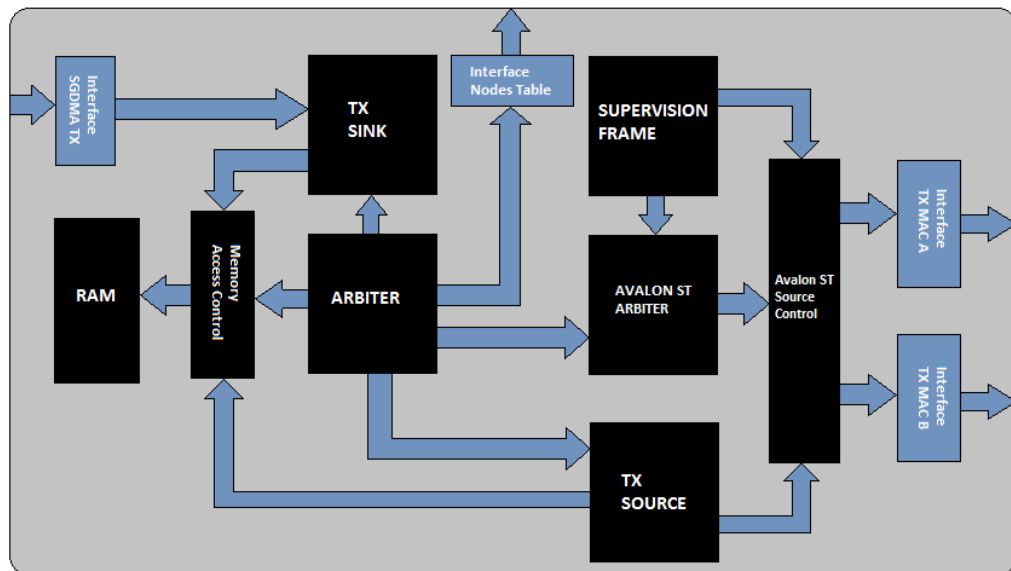 Interface
SGDMA TX
TX
SINK
Interface
Nodes Table
SUPERVISION
FRAME
Interface
TX MAC A
RAM
Memory
Access Control
ARBITER
AVALON ST
ARBITER
Avalon ST
Source
Control
Interface
TX MAC B
TX
SOURCE